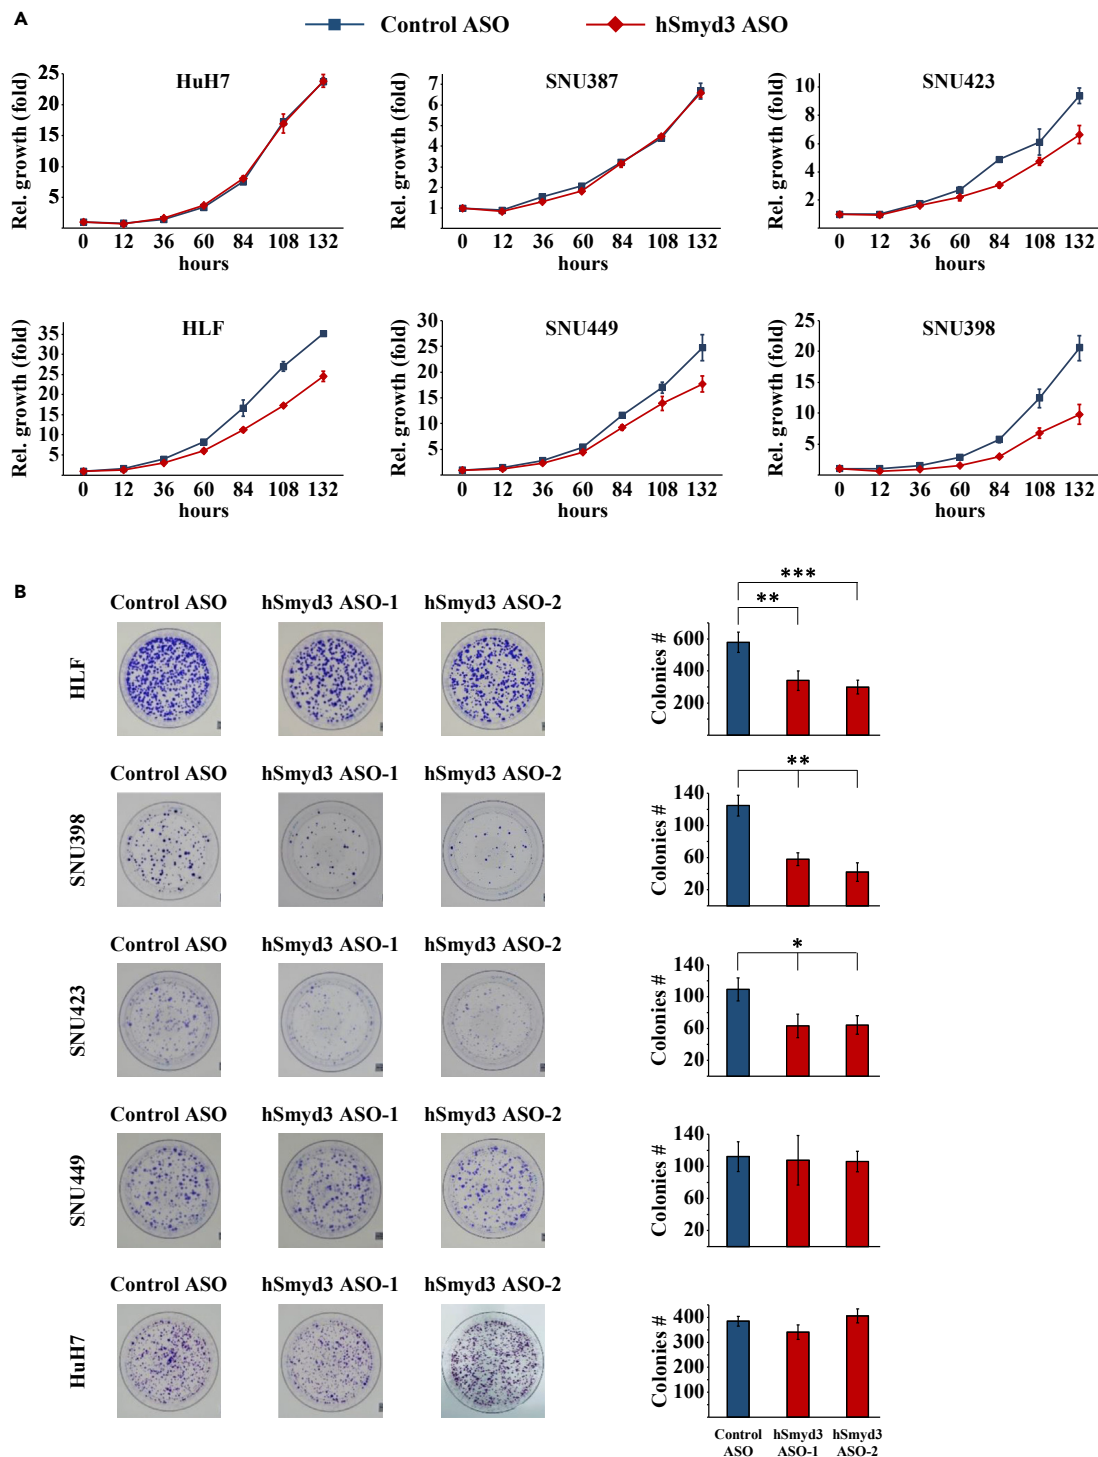 A
Control ASO
hSmyd3 ASO
HuH7
Rel. growth (fold)
25
20
15
10
5
0 12 36 60 84 108 132
hours
SNU387
Rel. growth (fold)
7
6
5
4
3
2
1
0 12 36 60 84 108 132
hours
SNU423
Rel. growth (fold)
10
8
6
4
2
0 12 36 60 84 108 132
hours
HLF
Rel. growth (fold)
35
30
25
20
15
10
5
0 12 36 60 84 108 132
hours
SNU449
Rel. growth (fold)
30
25
20
15
10
5
0 12 36 60 84 108 132
hours
SNU398
Rel. growth (fold)
25
20
15
10
5
0 12 36 60 84 108 132
hours
B
Control ASO hSmyd3 ASO-1 hSmyd3 ASO-2
HLF
***
**
Colonies #
600
400
200
Control ASO hSmyd3 ASO-1 hSmyd3 ASO-2
SNU398
**
Colonies #
140
100
60
20
Control ASO hSmyd3 ASO-1 hSmyd3 ASO-2
SNU423
*
Colonies #
140
100
60
20
Control ASO hSmyd3 ASO-1 hSmyd3 ASO-2
SNU449
Colonies #
140
100
60
20
Control ASO hSmyd3 ASO-1 hSmyd3 ASO-2
HuH7
Colonies #
400
300
200
100
Control hSmyd3 hSmyd3
ASO ASO-1 ASO-2